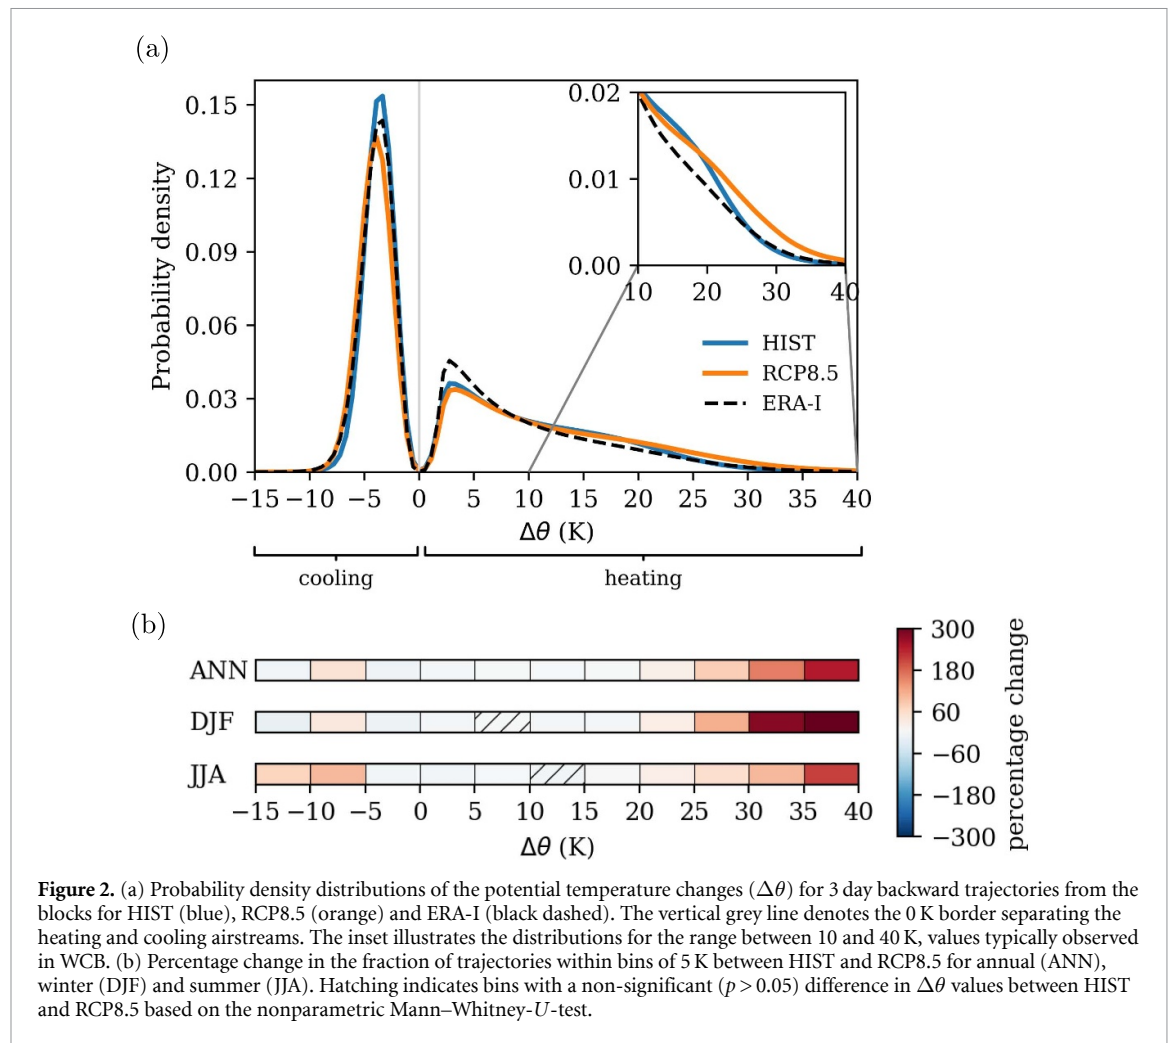 (a)
0.15
0.12
0.09
0.06
0.03
0.00
Probability density
0.02
0.01
0.00
10 20 30 40
HIST
RCP8.5
ERA-I
−15 −10 −5 0 5 10 15 20 25 30 35 40
Δθ (K)
cooling heating
(b)
ANN
DJF
JJA
−15 −10 −5 0 5 10 15 20 25 30 35 40
Δθ (K)
300
180
60
−60
−180
−300
percentage change
Figure 2. (a) Probability density distributions of the potential temperature changes (Δθ) for 3 day backward trajectories from the
blocks for HIST (blue), RCP8.5 (orange) and ERA-I (black dashed). The vertical grey line denotes the 0 K border separating the
heating and cooling airstreams. The inset illustrates the distributions for the range between 10 and 40 K, values typically observed
in WCB. (b) Percentage change in the fraction of trajectories within bins of 5 K between HIST and RCP8.5 for annual (ANN),
winter (DJF) and summer (JJA). Hatching indicates bins with a non-significant (p > 0.05) difference in Δθ values between HIST
and RCP8.5 based on the nonparametric Mann–Whitney-U-test.